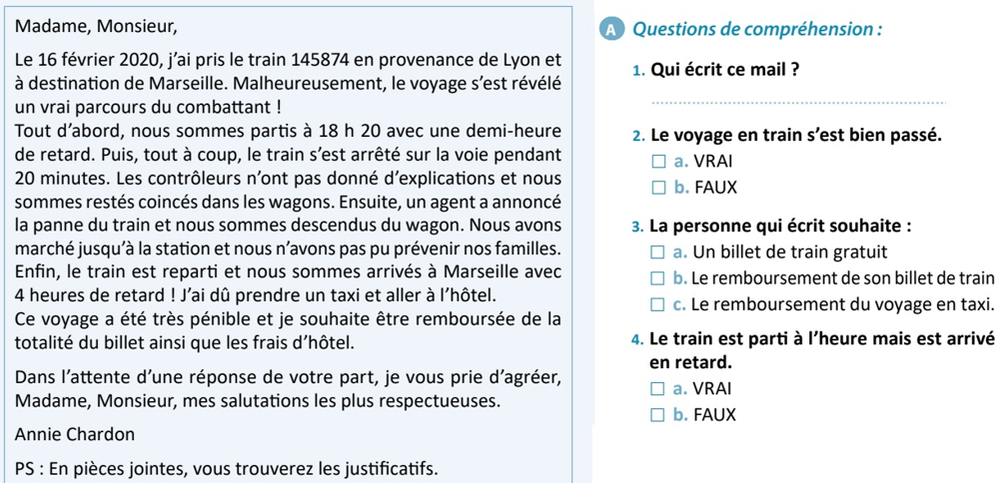 Madame, Monsieur,
Le 16 février 2020, j'ai pris le train 145874 en provenance de Lyon et
à destination de Marseille. Malheureusement, le voyage s'est révélé
un vrai parcours du combattant !
Tout d'abord, nous sommes partis à 18 h 20 avec une demi-heure
de retard. Puis, tout à coup, le train s'est arrêté sur la voie pendant
20 minutes. Les contrôleurs n'ont pas donné d'explications et nous
sommes restés coincés dans les wagons. Ensuite, un agent a annoncé
la panne du train et nous sommes descendus du wagon. Nous avons
marché jusqu'à la station et nous n'avons pas pu prévenir nos familles.
Enfin, le train est reparti et nous sommes arrivés à Marseille avec
4 heures de retard ! J'ai dû prendre un taxi et aller à l'hôtel.
Ce voyage a été très pénible et je souhaite être remboursée de la
totalité du billet ainsi que les frais d'hôtel.
Dans l'attente d'une réponse de votre part, je vous prie d'agréer,
Madame, Monsieur, mes salutations les plus respectueuses.
Annie Chardon
PS : En pièces jointes, vous trouverez les justificatifs.
A Questions de compréhension :
1. Qui écrit ce mail ?
2. Le voyage en train s'est bien passé.
a. VRAI
b. FAUX
3. La personne qui écrit souhaite :
a. Un billet de train gratuit
b. Le remboursement de son billet de train
c. Le remboursement du voyage en taxi.
4. Le train est parti à l'heure mais est arrivé
en retard.
a. VRAI
b. FAUX